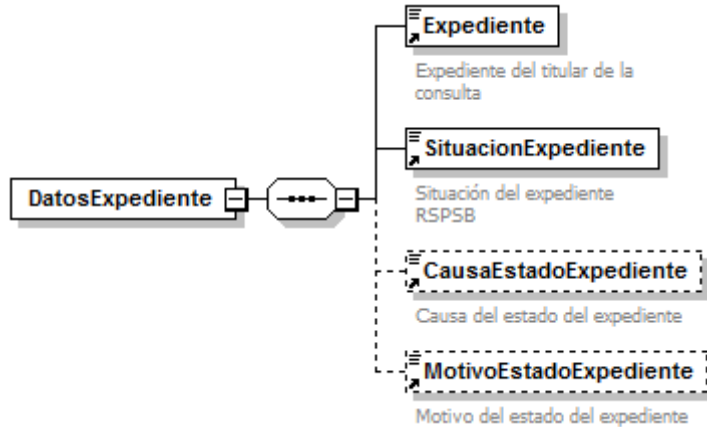 Expediente
Expediente del titular de la
consulta
SituacionExpediente
Situación del expediente
RSPSB
DatosExpediente
CausaEstadoExpediente
Causa del estado del expediente
MotivoEstadoExpediente
Motivo del estado del expediente